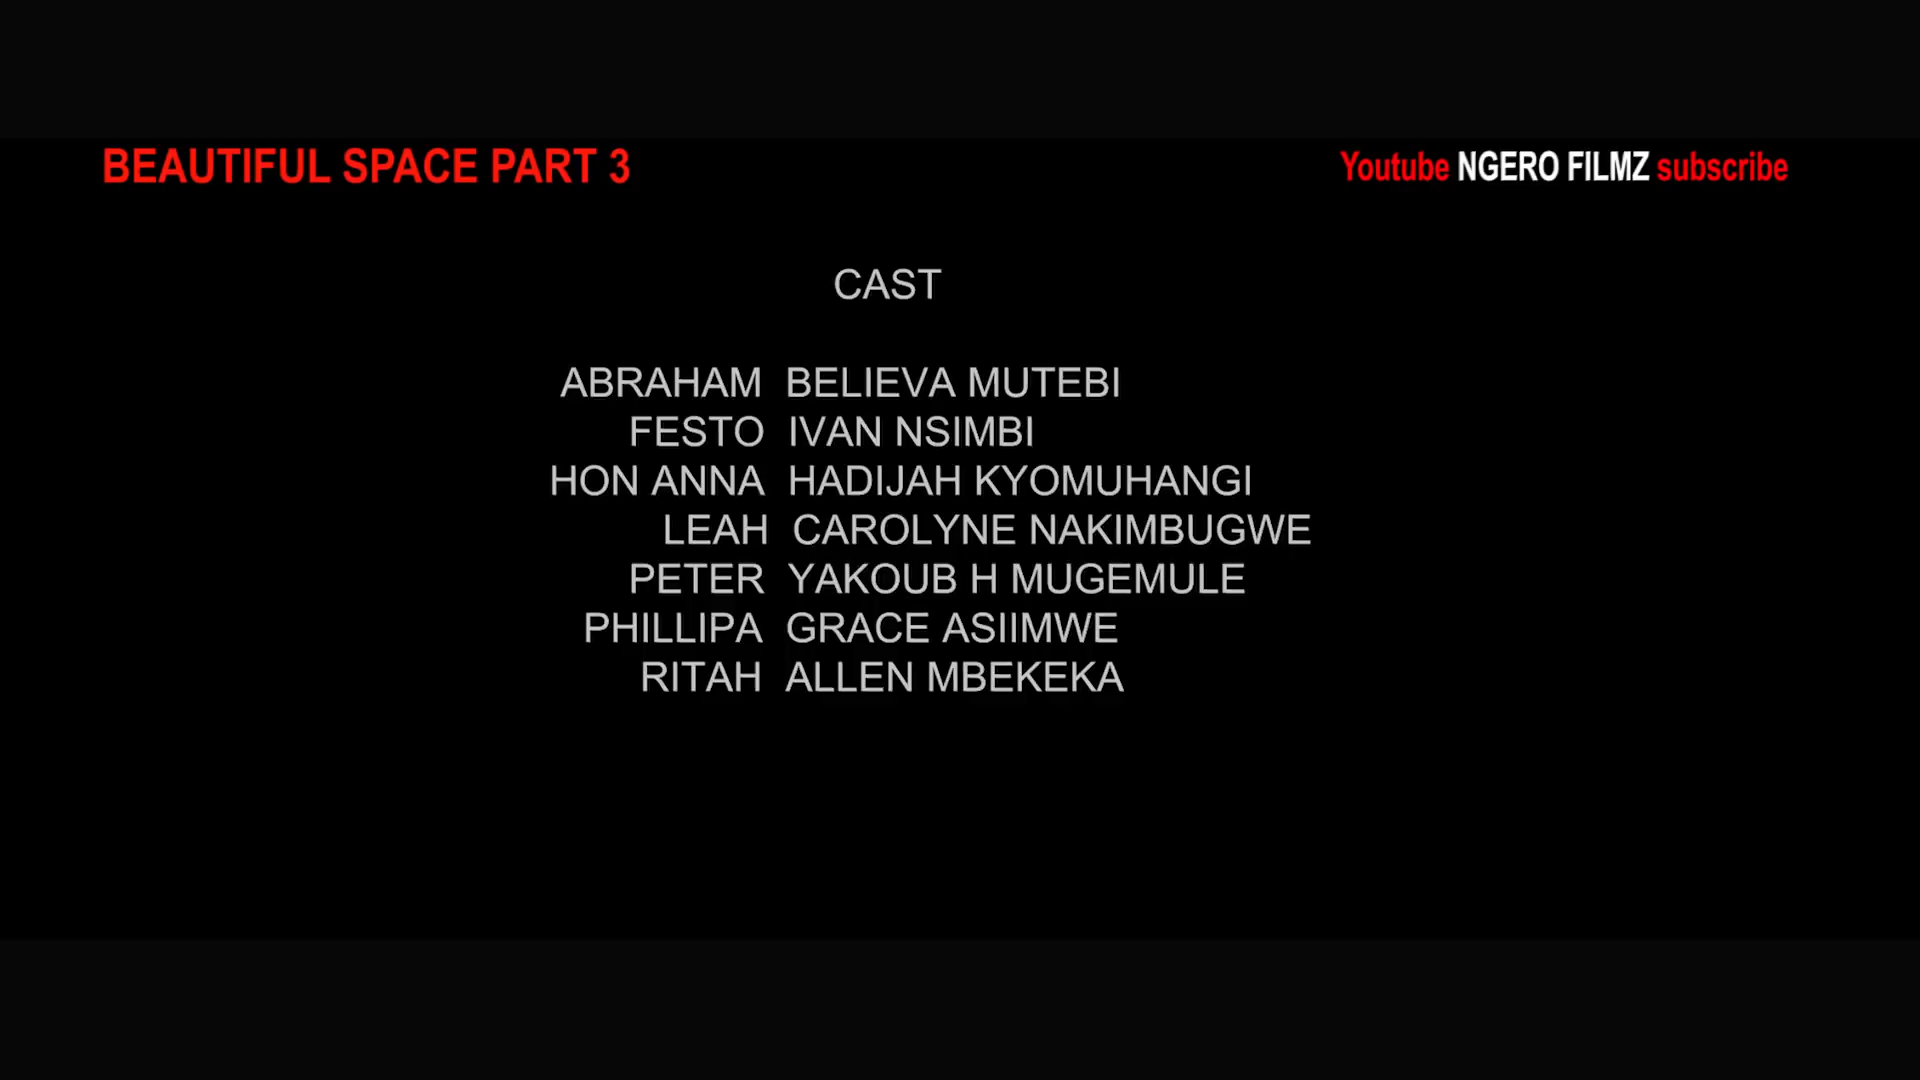 BEAUTIFUL SPACE PART 3
Youtube NGERO FILMZ subscribe
CAST
ABRAHAM BELIEVA MUTEBI
FESTO IVAN NSIMBI
HON ANNA HADIJAH KYOMUHANGI
LEAH CAROLYNE NAKIMBUGWE
PETER YAKOUB H MUGEMULE
PHILLIPA GRACE ASIIMWE
RITAH ALLEN MBEKEKA